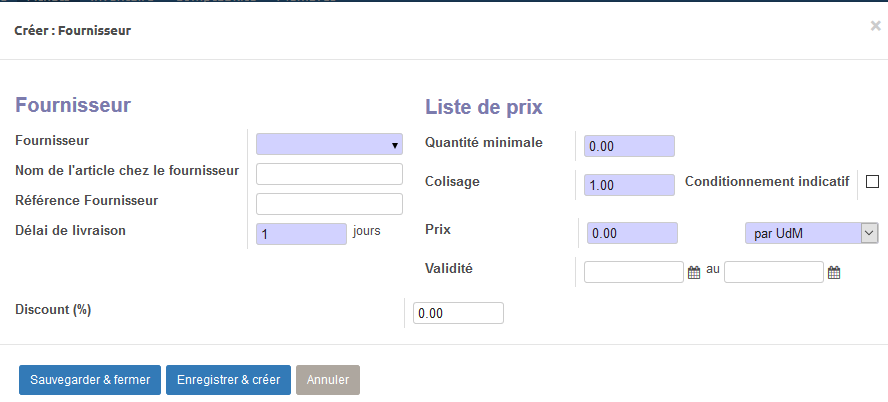 Créer : Fournisseur ×
Fournisseur
Fournisseur
Nom de l'article chez le fournisseur
Référence Fournisseur
Délai de livraison 1 jours
Liste de prix
Quantité minimale 0.00
Colisage 1.00 Conditionnement indicatif
Prix 0.00 par UdM
Validité au
Discount (%) 0.00
Sauvegarder & fermer Enregistrer & créer Annuler